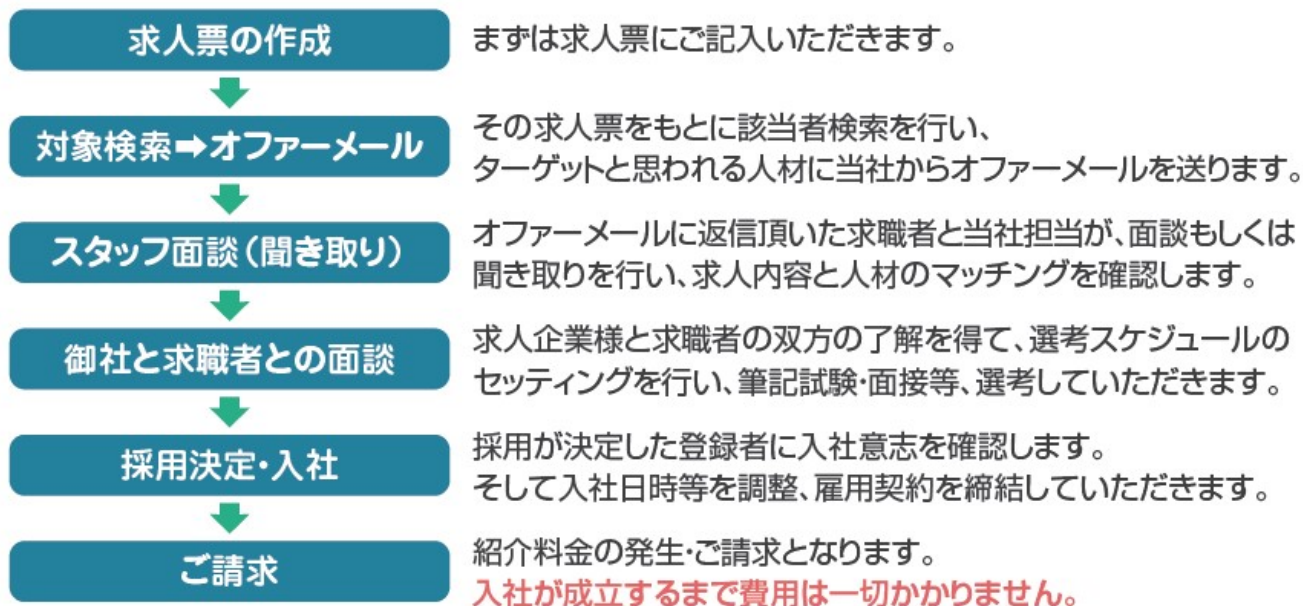 求人票の作成
まずは求人票にご記入いただきます。
対象検索➡オファーメール
その求人票をもとに該当者検索を行い、
ターゲットと思われる人材に当社からオファーメールを送ります。
スタッフ面談(聞き取り)
オファーメールに返信頂いた求職者と当社担当が、面談もしくは
聞き取りを行い、求人内容と人材のマッチングを確認します。
御社と求職者との面談
求人企業様と求職者の双方の了解を得て、選考スケジュールの
セッティングを行い、筆記試験・面接等、選考していただきます。
採用決定・入社
採用が決定した登録者に入社意志を確認します。
そして入社日時等を調整、雇用契約を締結していただきます。
ご請求
紹介料金の発生・ご請求となります。
入社が成立するまで費用は一切かかりません。